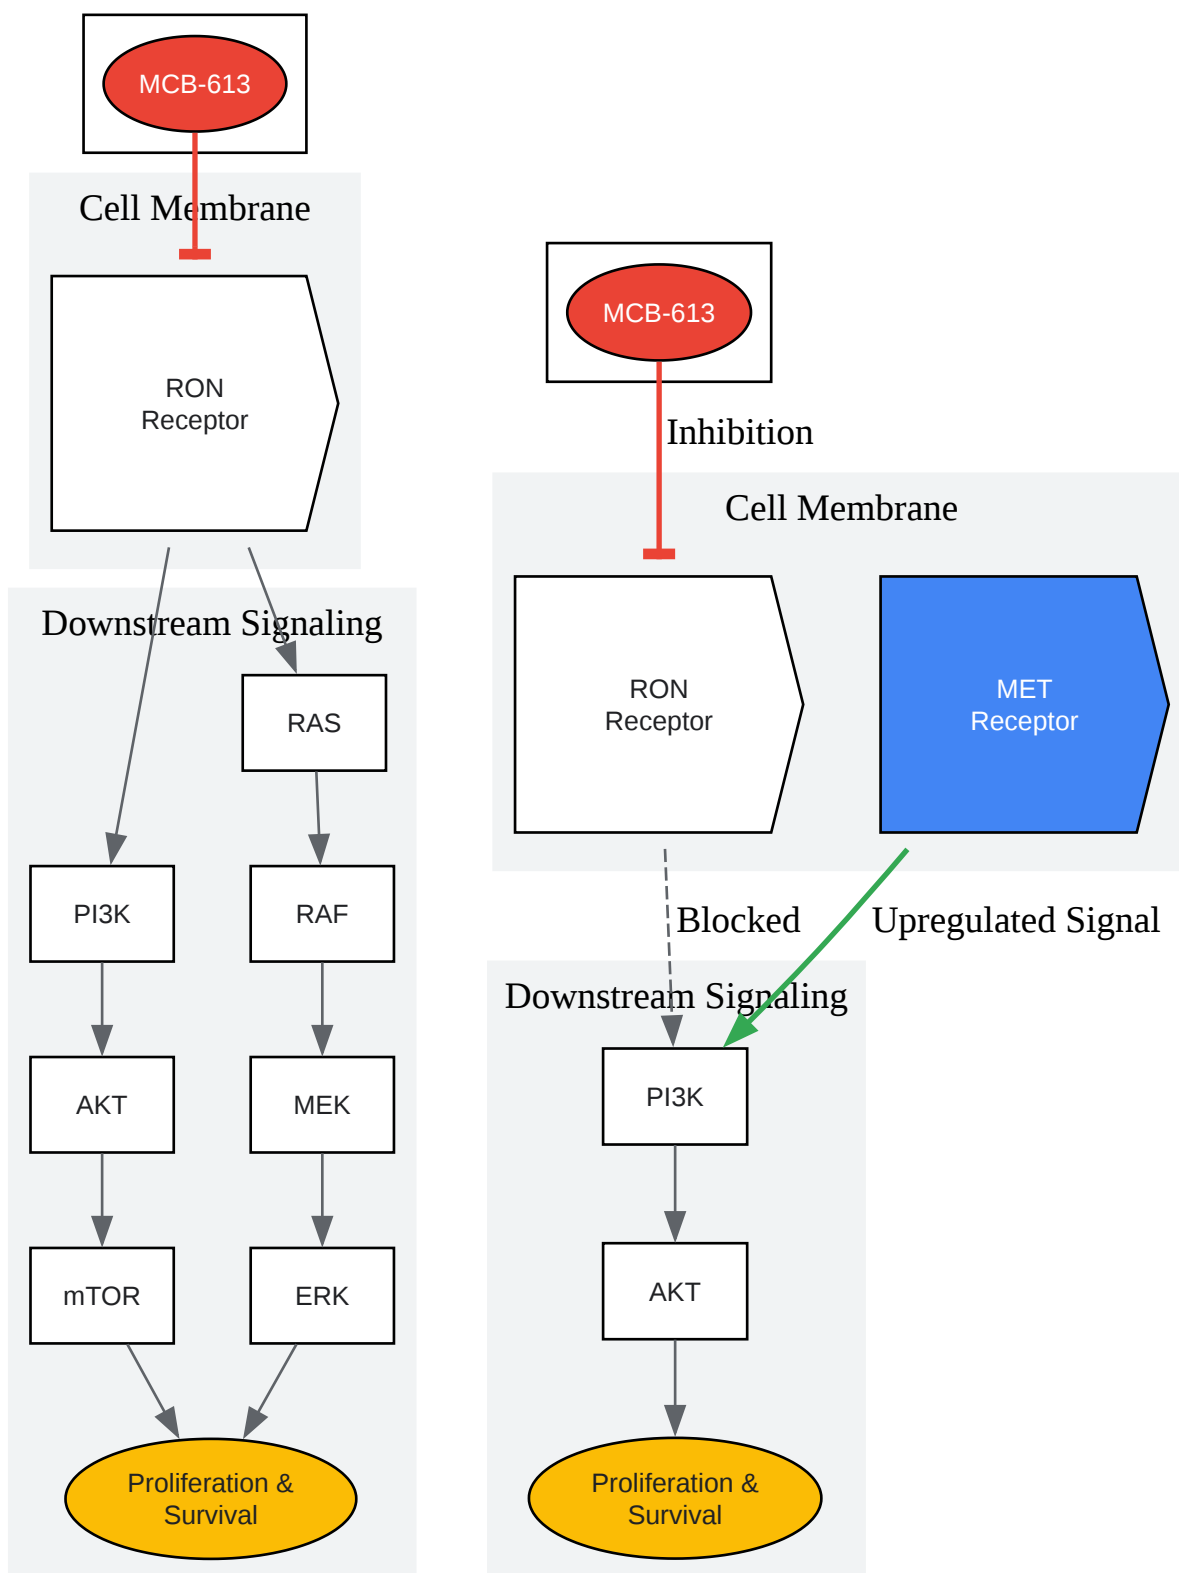 MCB-613
Cell Membrane
RON
Receptor
Downstream Signaling
RAS
PI3K
RAF
AKT
MEK
mTOR
ERK
Proliferation &
Survival
MCB-613
Inhibition
Cell Membrane
RON
Receptor
MET
Receptor
Blocked
Upregulated Signal
Downstream Signaling
PI3K
AKT
Proliferation &
Survival